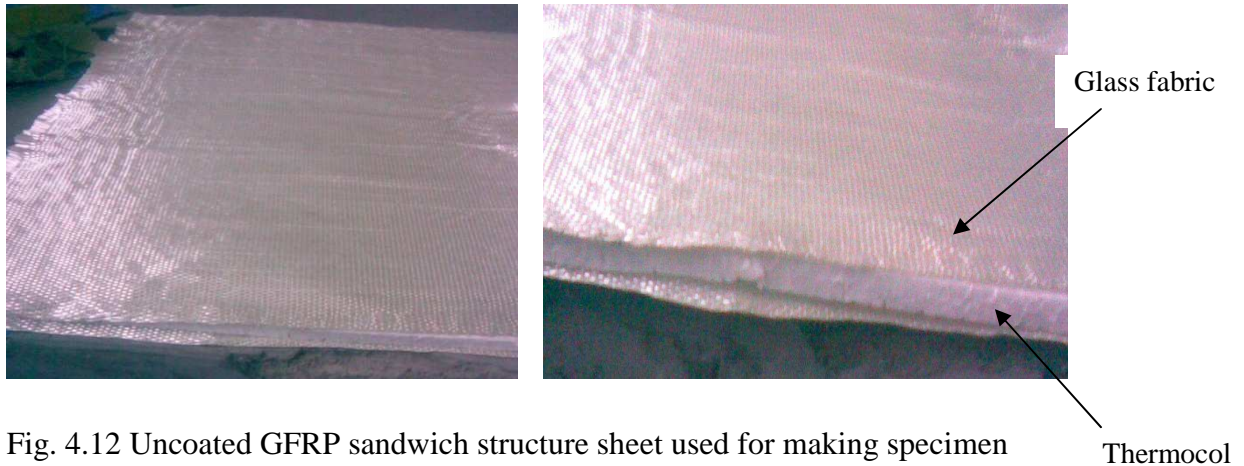 Glass fabric
Fig. 4.12 Uncoated GFRP sandwich structure sheet used for making specimen
Thermocol